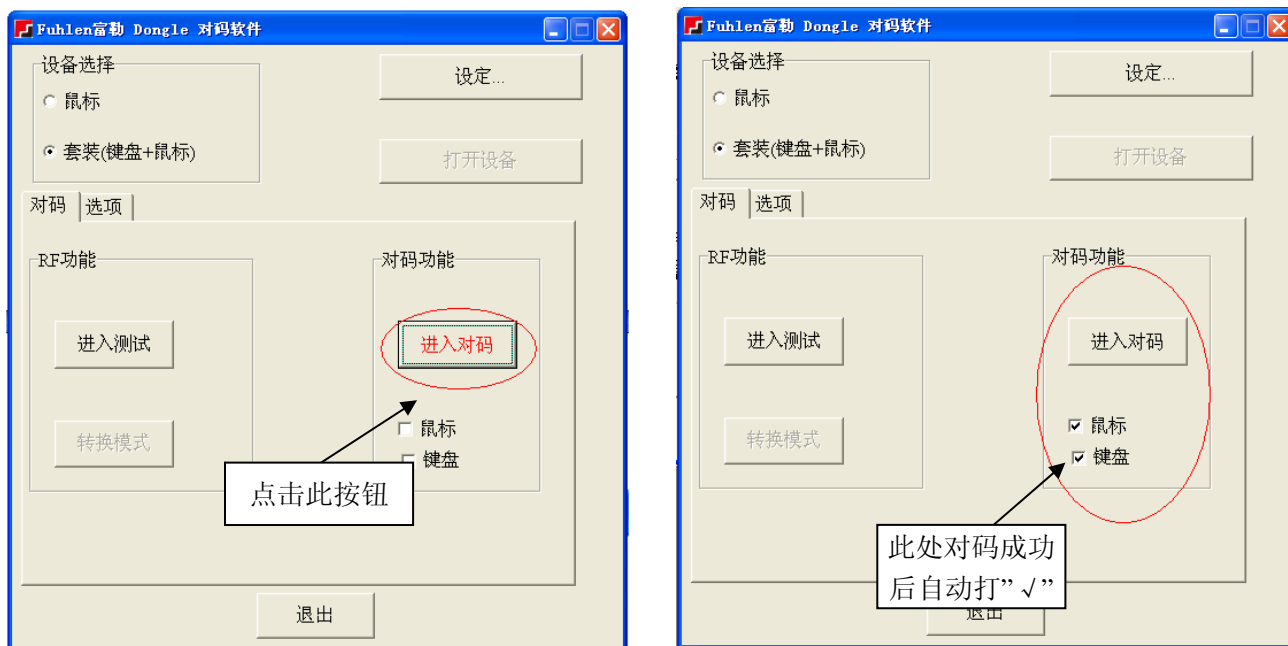 Fuhlen富勒 Dongle 对码软件
设备选择
鼠标
套装(键盘+鼠标)
设定...
打开设备
对码
选项
RF功能
进入测试
转换模式
对码功能
进入对码
鼠标
键盘
点击此按钮
退出
Fuhlen富勒 Dongle 对码软件
设备选择
鼠标
套装(键盘+鼠标)
设定...
打开设备
对码
选项
RF功能
进入测试
转换模式
对码功能
进入对码
鼠标
键盘
此处对码成功
后自动打”√”
退出